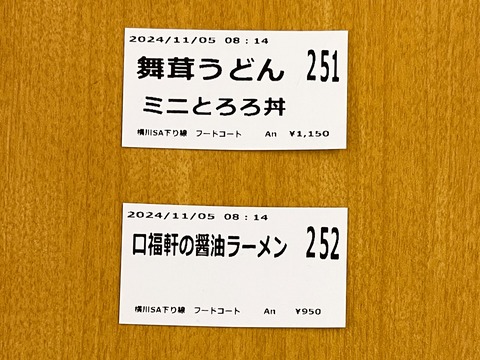 2024/11/05 08:14
舞茸うどん 251
ミニとろろ丼
横川SA下り線 フートコート An ¥1,150
2024/11/05 08:14
口福軒の醤油ラーメン 252
横川SA下り線 フートコート An ¥950